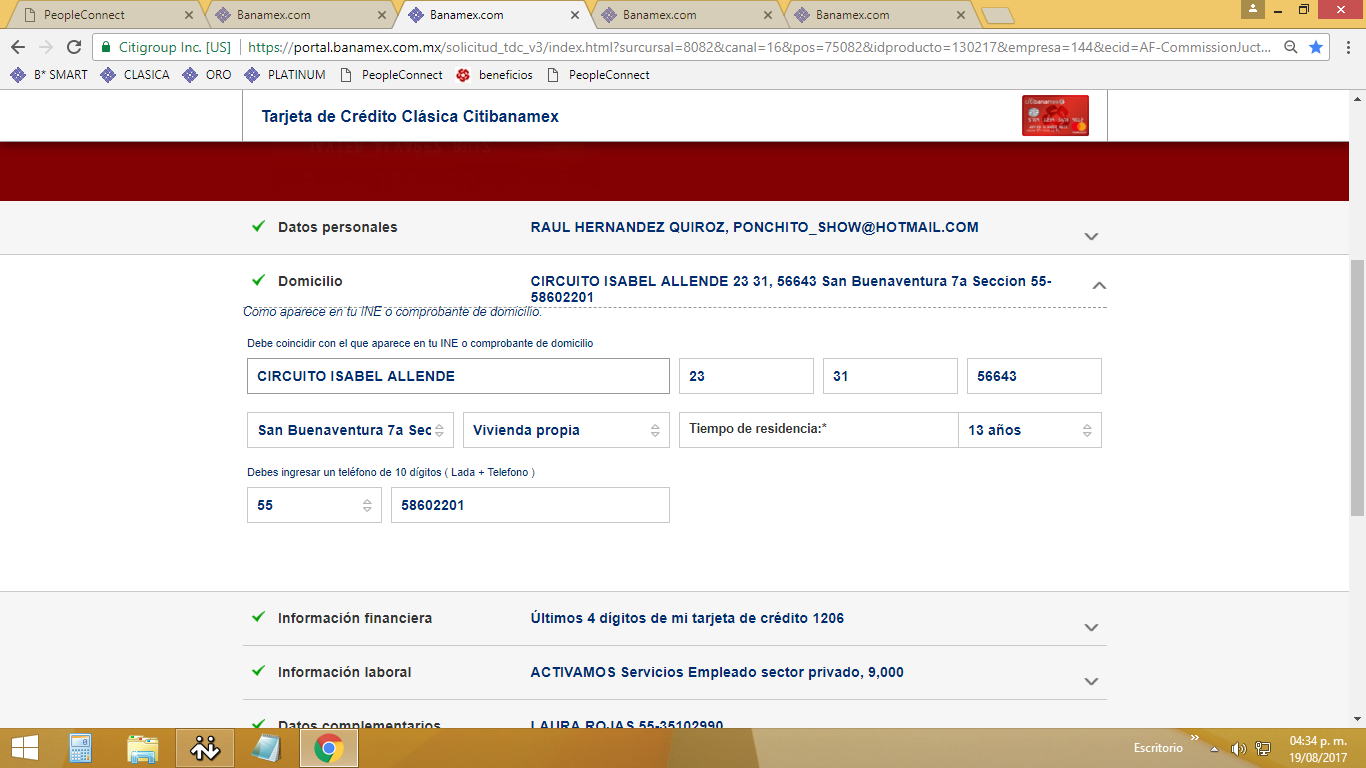 PeopleConnect
Banamex.com
Banamex.com
Banamex.com
Banamex.com
Citigroup Inc. [US]
https://portal.banamex.com.mx/solicitud_tdc_v3/index.html?sursursal=8082&canal=16&pos=75082&idproducto=130217&empresa=144&ecid=AF-CommissionJuct...
B* SMART
CLASICA
ORO
PLATINUM
PeopleConnect
beneficios
PeopleConnect
Tarjeta de Crédito Clásica Citibanamex
Datos personales
RAUL HERNANDEZ QUIROZ, PONCHITO_SHOW@HOTMAIL.COM
Domicilio
CIRCUITO ISABEL ALLENDE 23 31, 56643 San Buenaventura 7a Seccion 55-
58602201
Como aparece en tu INE o comprobante de domicilio.
Debe coincidir con el que aparece en tu INE o comprobante de domicilio
CIRCUITO ISABEL ALLENDE
23
31
56643
San Buenaventura 7a Sec
Vivienda propia
Tiempo de residencia:*
13 años
Debes ingresar un teléfono de 10 dígitos ( Lada + Telefono )
55
58602201
Información financiera
Últimos 4 dígitos de mi tarjeta de crédito 1206
Información laboral
ACTIVAMOS Servicios Empleado sector privado, 9,000
Datos complementarios
LAURA ROJAS 55-35102990
Escritorio
04:34 p. m.
19/08/2017